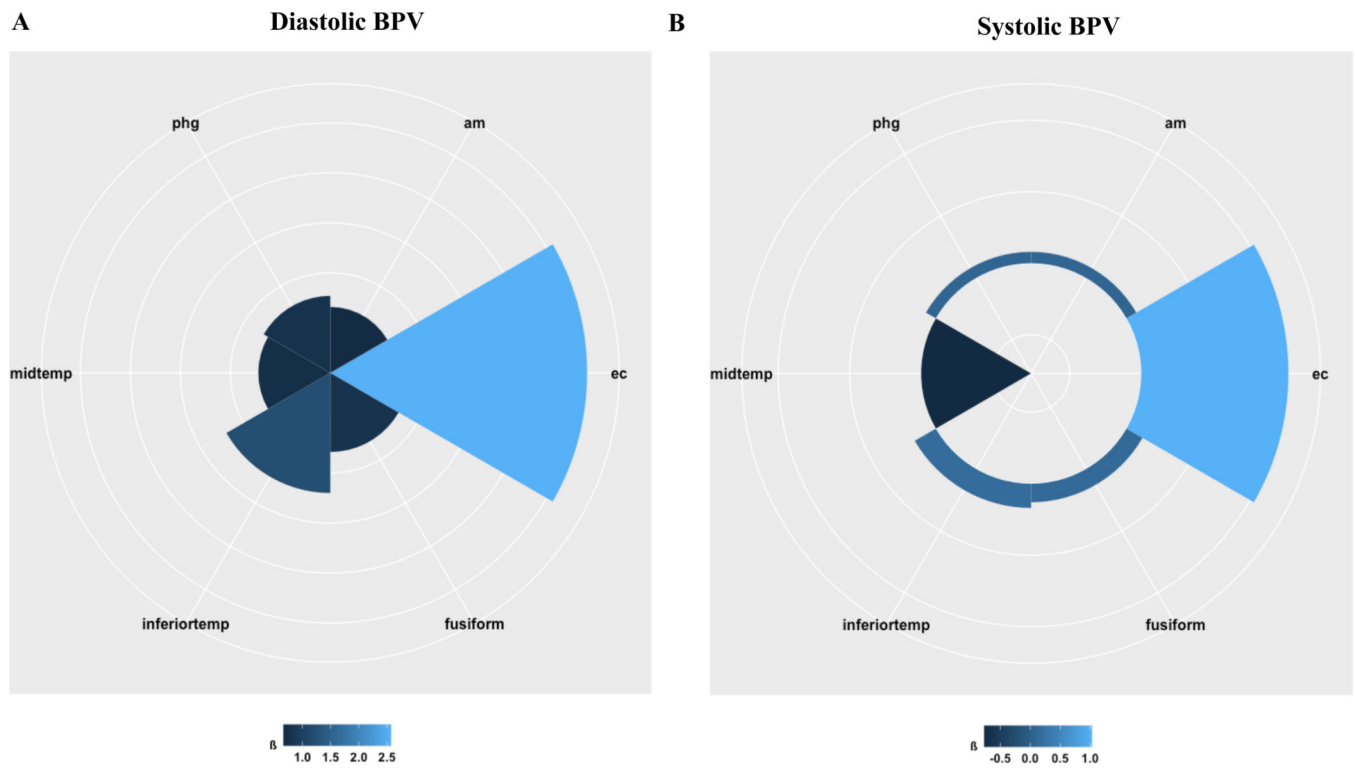 A
Diastolic BPV
B
Systolic BPV
phg
am
midtemp
ec
inferiortemp
fusiform
phg
am
midtemp
ec
inferiortemp
fusiform
ß
1.0 1.5 2.0 2.5
ß
-0.5 0.0 0.5 1.0